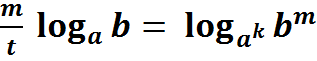 m/t log_a b = log_{a^k} b^m